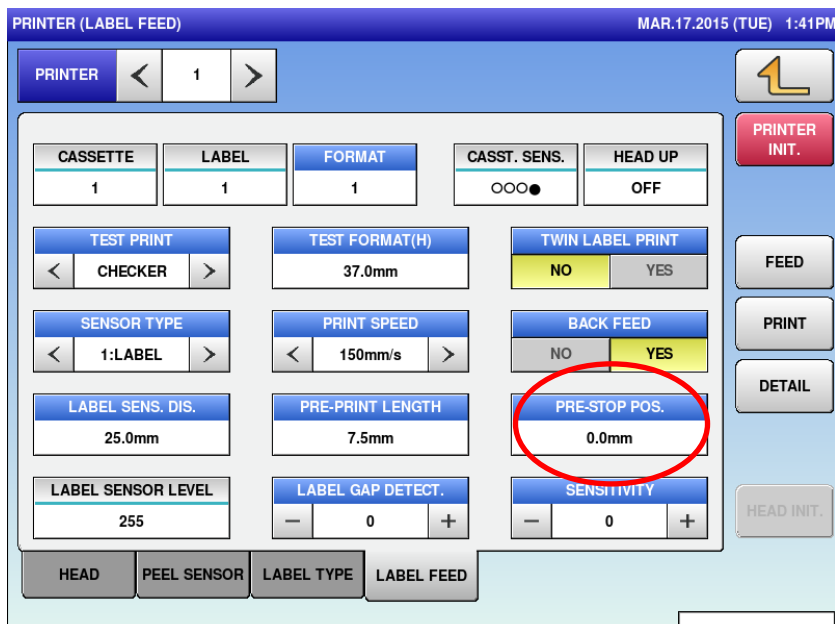 PRINTER (LABEL FEED) MAR.17.2015 (TUE) 1:41PM
PRINTER < 1 >
PRINTER
INIT.
CASSETTE LABEL FORMAT CASST. SENS. HEAD UP
1 1 1 ○○○● OFF
TEST PRINT TEST FORMAT(H) TWIN LABEL PRINT
< CHECKER > 37.0mm NO YES
FEED
SENSOR TYPE PRINT SPEED BACK FEED
< 1:LABEL > < 150mm/s > NO YES
PRINT
LABEL SENS. DIS. PRE-PRINT LENGTH PRE-STOP POS.
25.0mm 7.5mm 0.0mm
DETAIL
LABEL SENSOR LEVEL LABEL GAP DETECT. SENSITIVITY
255 − 0 + − 0 +
HEAD INIT.
HEAD PEEL SENSOR LABEL TYPE LABEL FEED